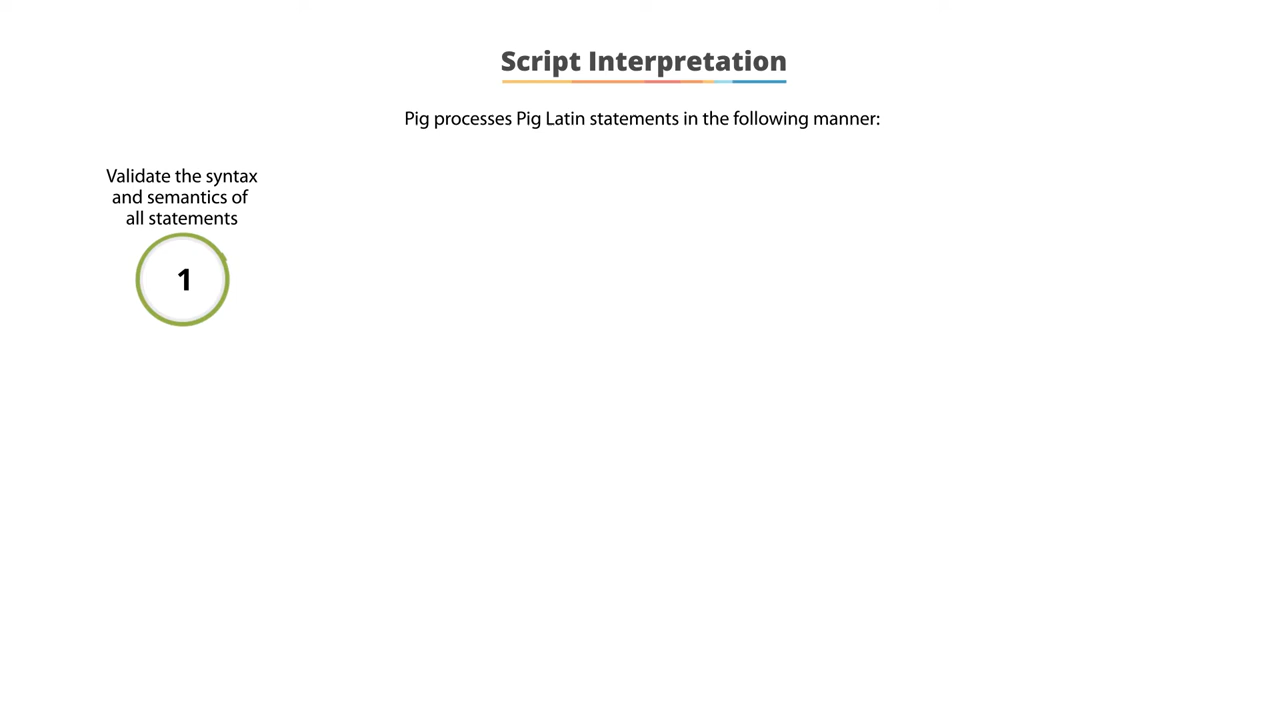 Script Interpretation
Pig processes Pig Latin statements in the following manner:
Validate the syntax
and semantics of
all statements
1